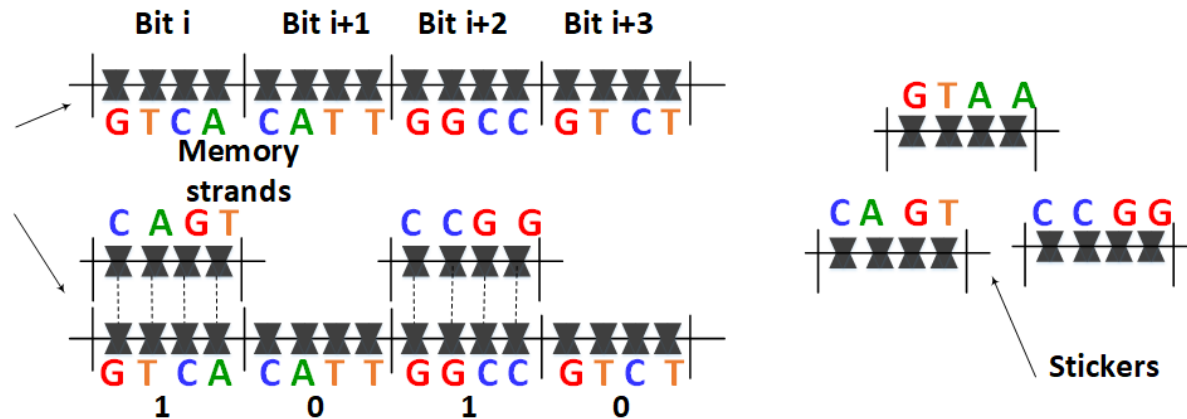 Bit i Bit i+1 Bit i+2 Bit i+3
G T C A C A T T G G C C G T C T
Memory
strands
G T A A
C A G T C C G G
C A G T C C G G
G T C A C A T T G G C C G T C T
1 0 1 0
Stickers